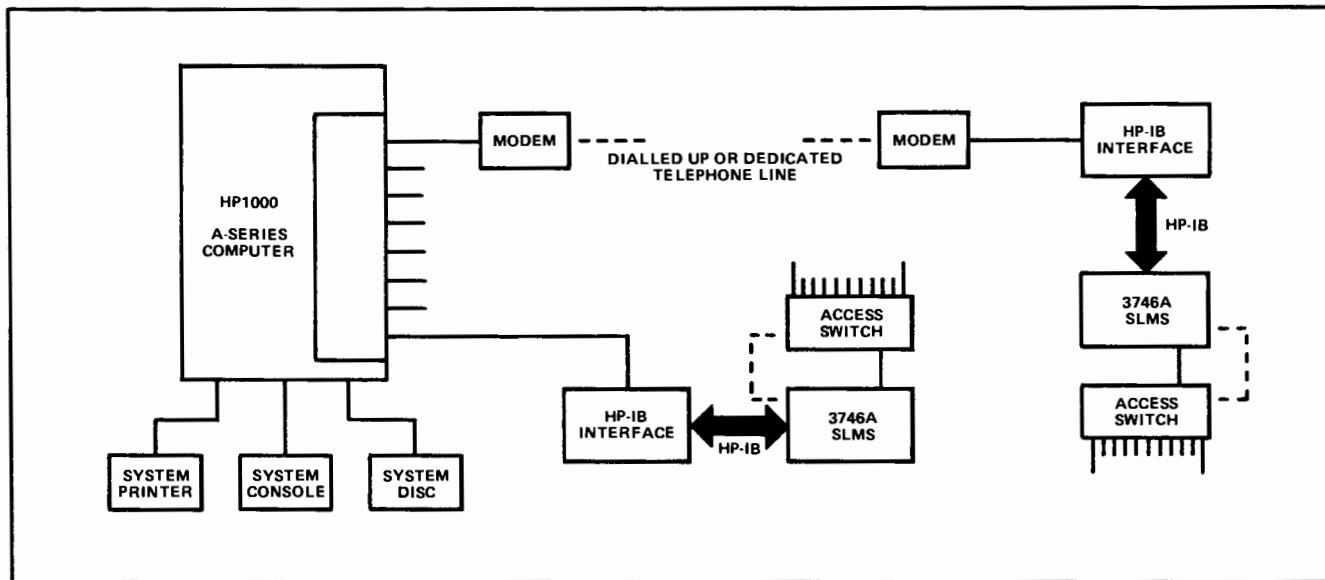 HP1000
A-SERIES
COMPUTER
MODEM
DIALLED UP OR DEDICATED
TELEPHONE LINE
MODEM
HP-IB
INTERFACE
HP-IB
3746A
SLMS
ACCESS
SWITCH
ACCESS
SWITCH
HP-IB
INTERFACE
HP-IB
3746A
SLMS
SYSTEM
PRINTER
SYSTEM
CONSOLE
SYSTEM
DISC